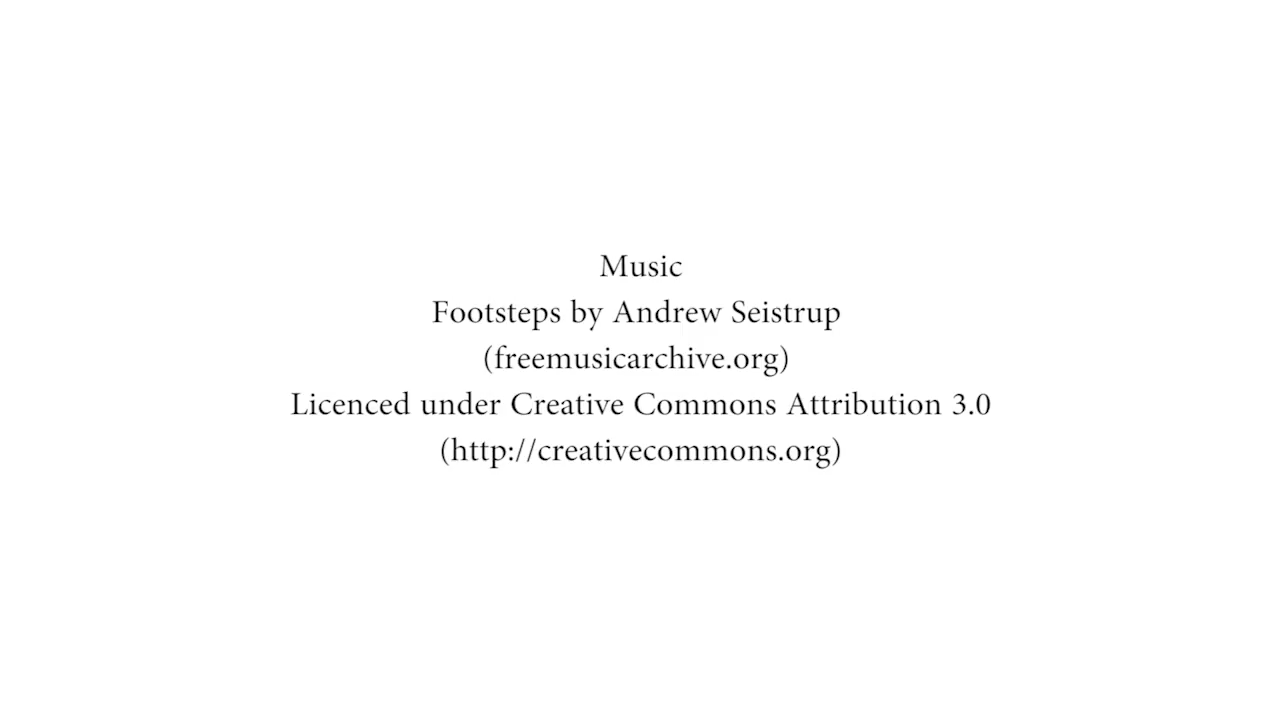 Music
Footsteps by Andrew Seistrup
(freemusicarchive.org)
Licenced under Creative Commons Attribution 3.0
(http://creativecommons.org)